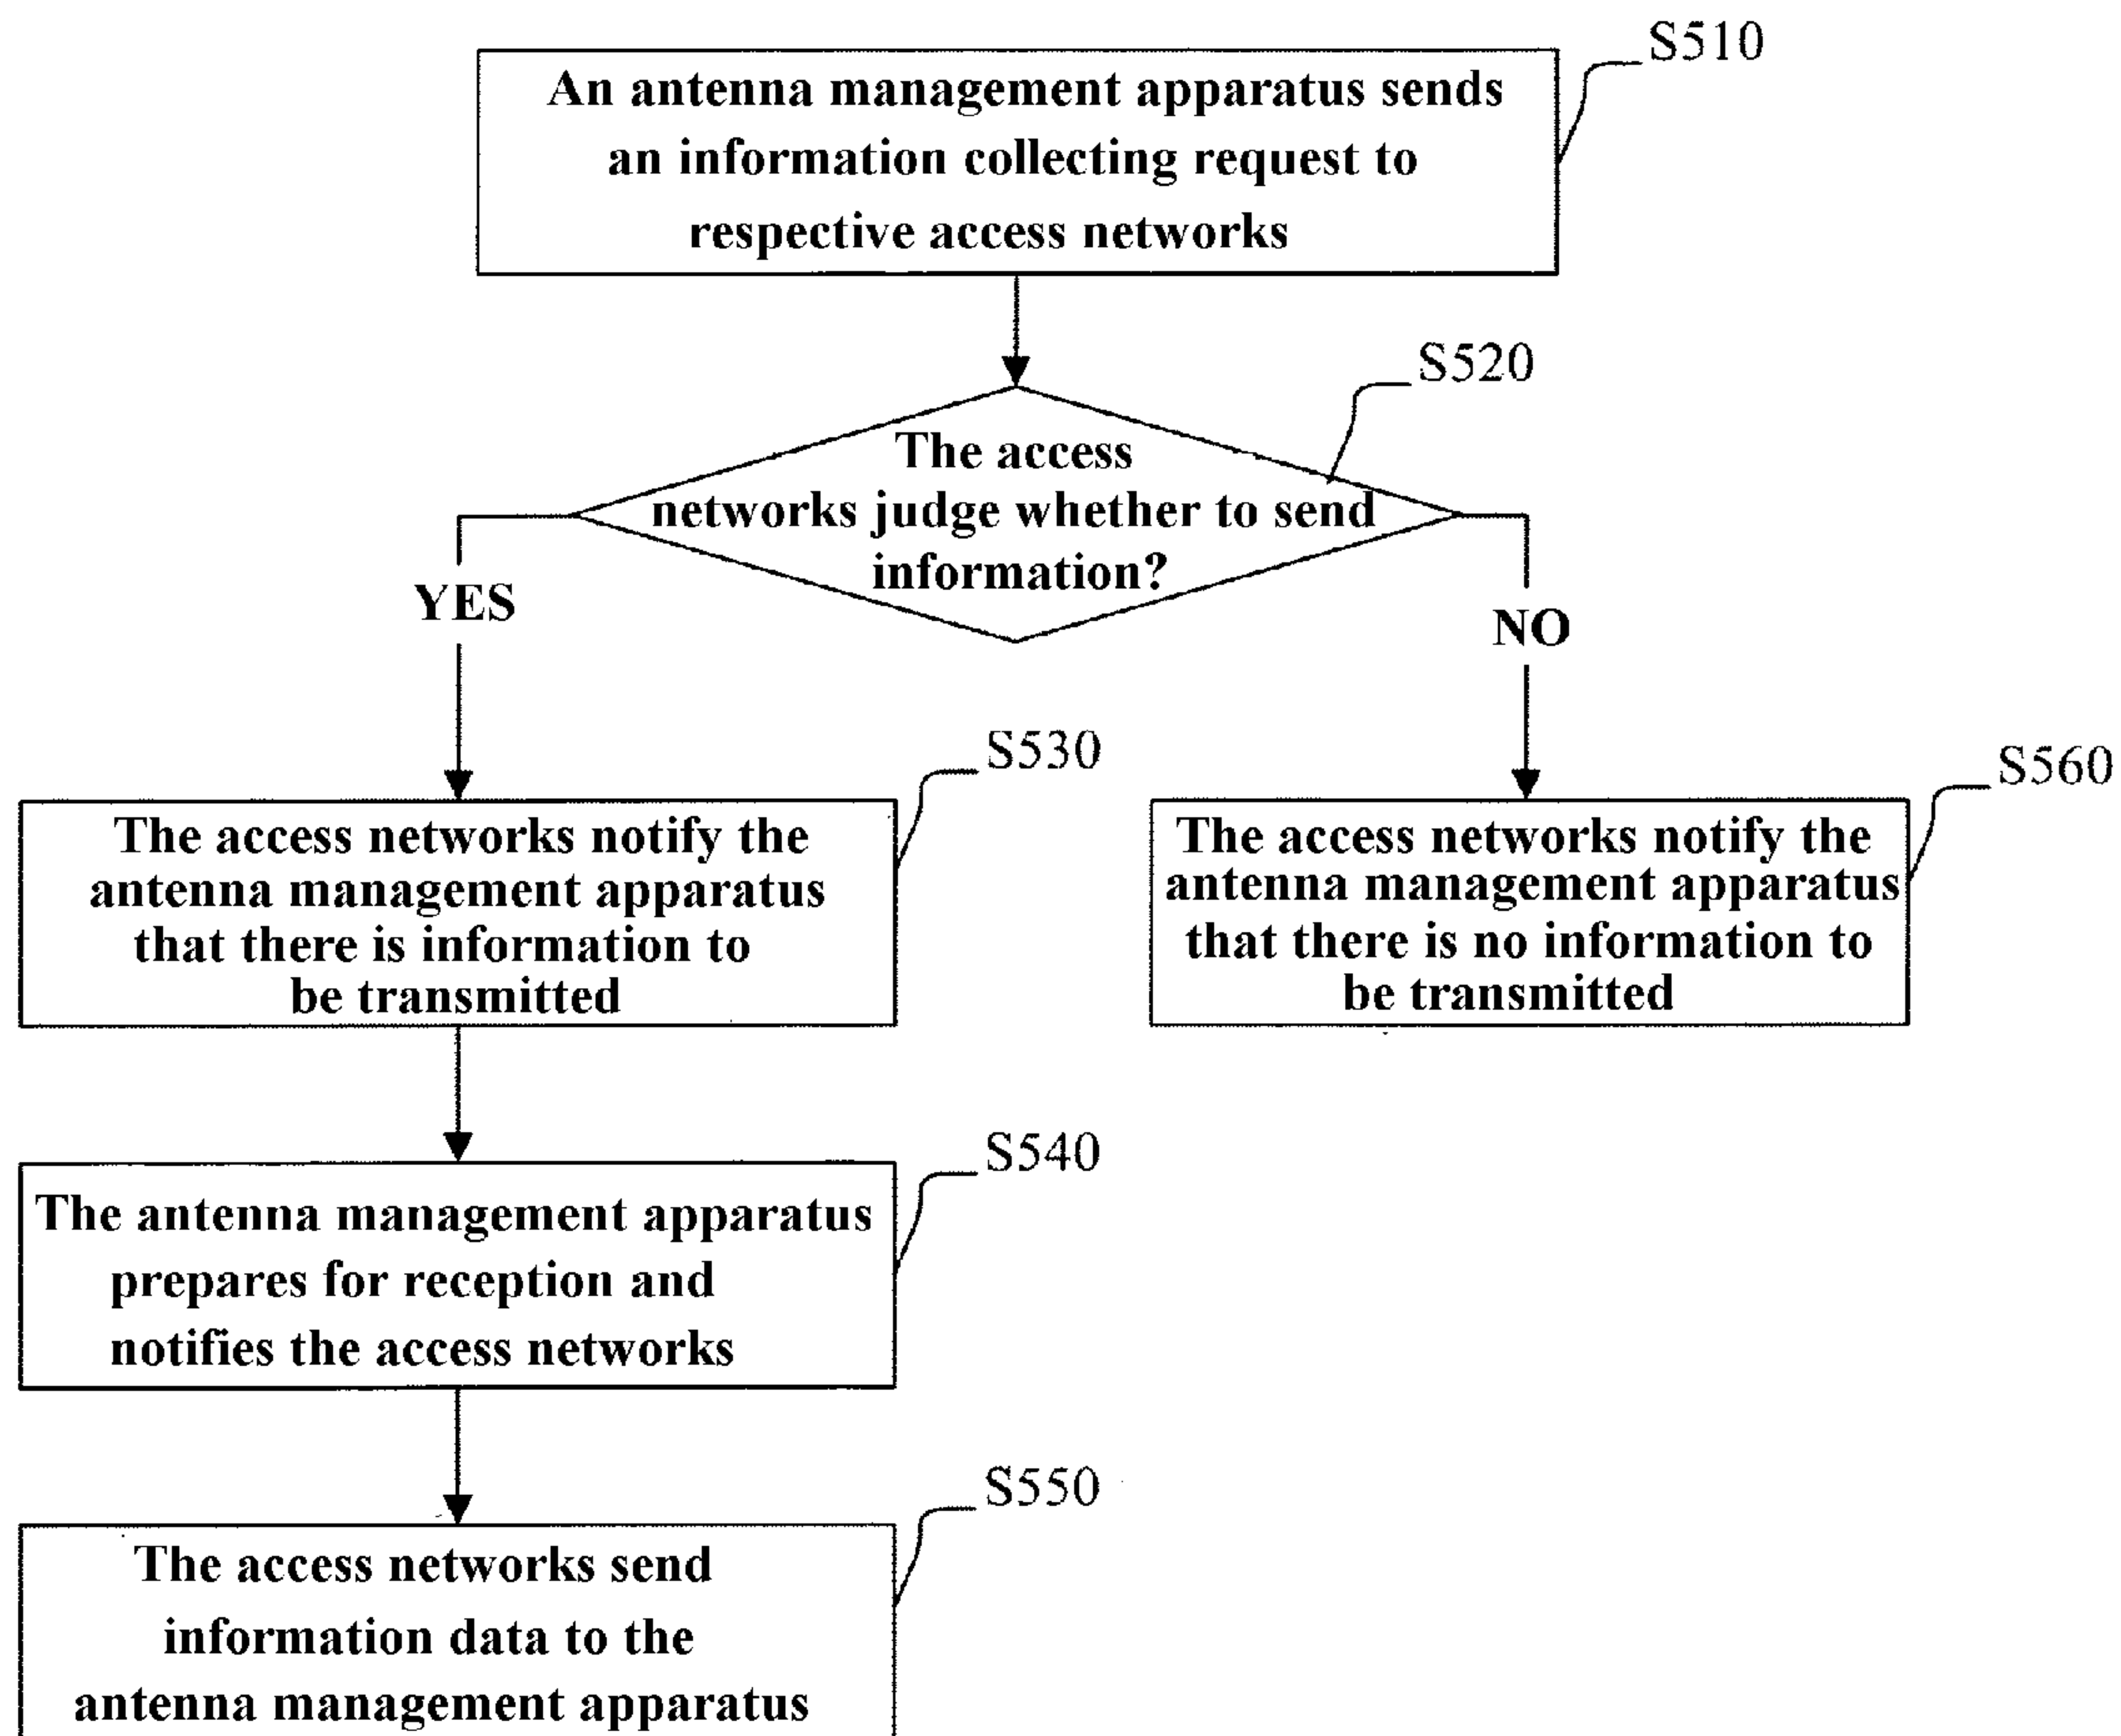 S510
An antenna management apparatus sends
an information collecting request to
respective access networks
S520
The access
networks judge whether to send
information?
YES
NO
S530
The access networks notify the
antenna management apparatus
that there is information to
be transmitted
S560
The access networks notify the
antenna management apparatus
that there is no information to
be transmitted
S540
The antenna management apparatus
prepares for reception and
notifies the access networks
S550
The access networks send
information data to the
antenna management apparatus